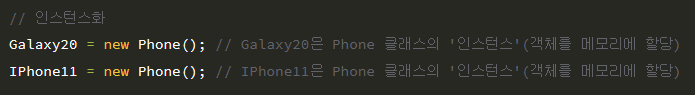 // 인스턴스화
Galaxy20 = new Phone(); // Galaxy20은 Phone 클래스의 '인스턴스'(객체를 메모리에 할당)
IPhone11 = new Phone(); // IPhone11은 Phone 클래스의 '인스턴스'(객체를 메모리에 할당)